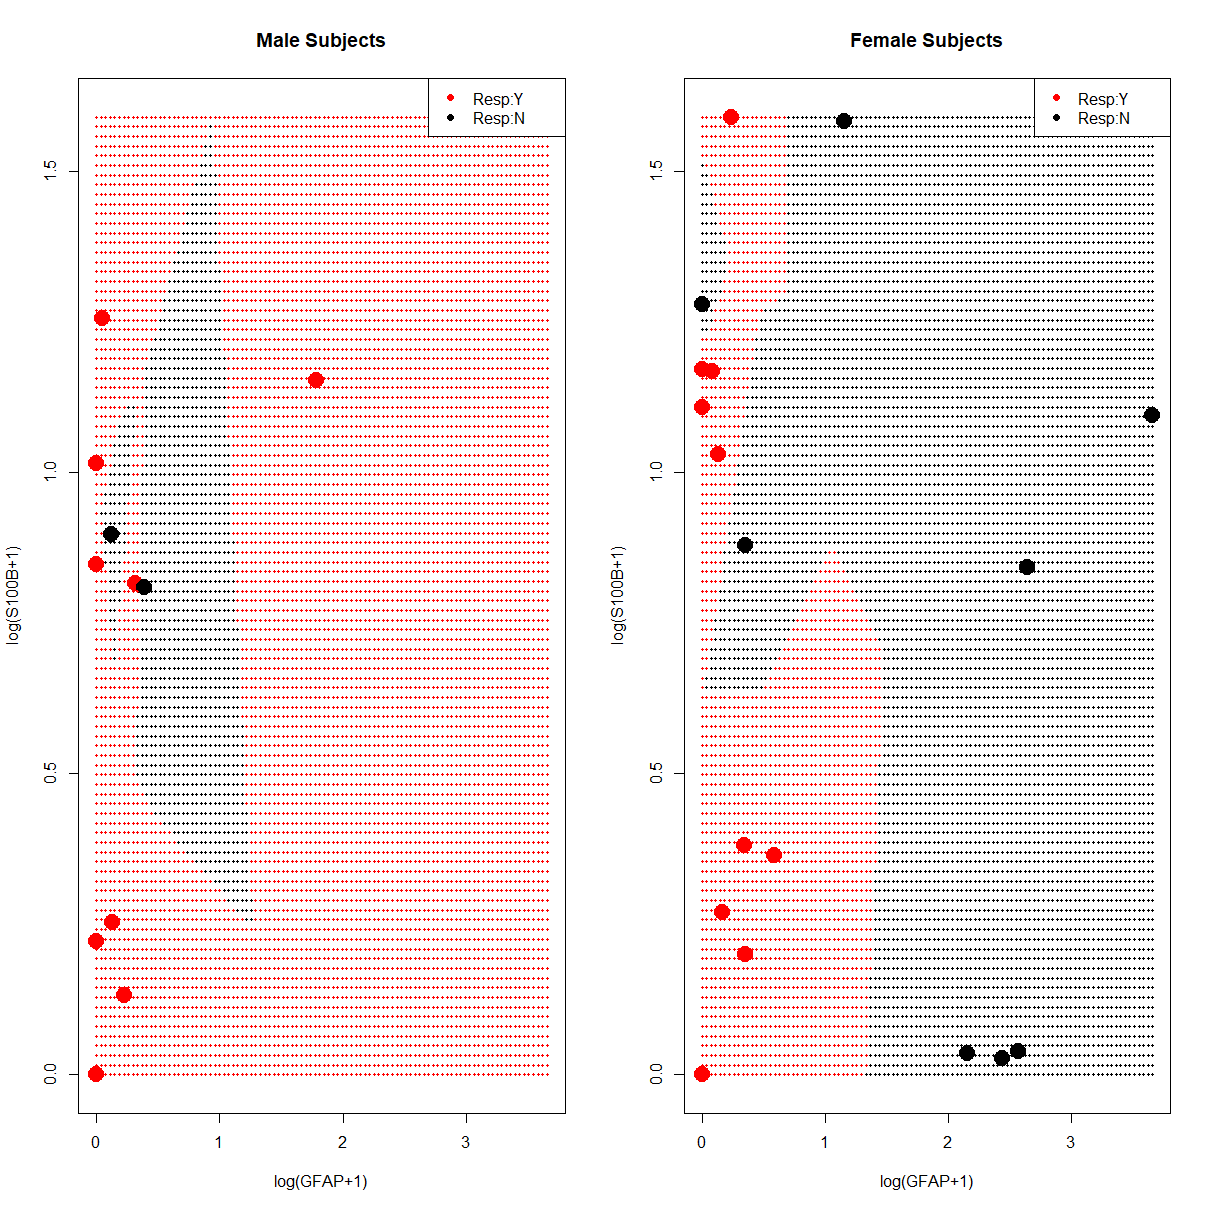 Male Subjects
Resp:Y
Resp:N
log(S100B+1)
1.5
1.0
0.5
0.0
0 1 2 3
log(GFAP+1)
Female Subjects
Resp:Y
Resp:N
log(S100B+1)
1.5
1.0
0.5
0.0
0 1 2 3
log(GFAP+1)